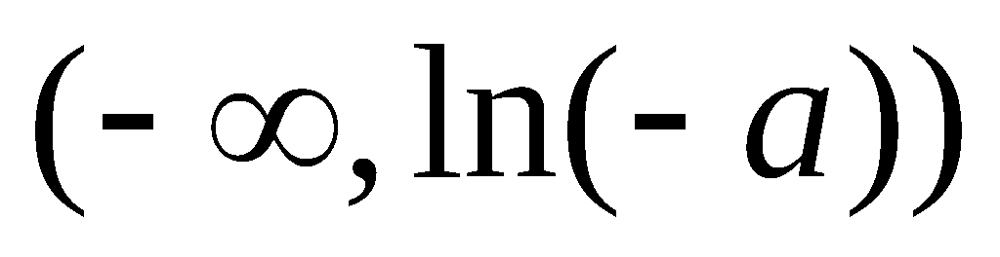 (- ∞, ln(- a))